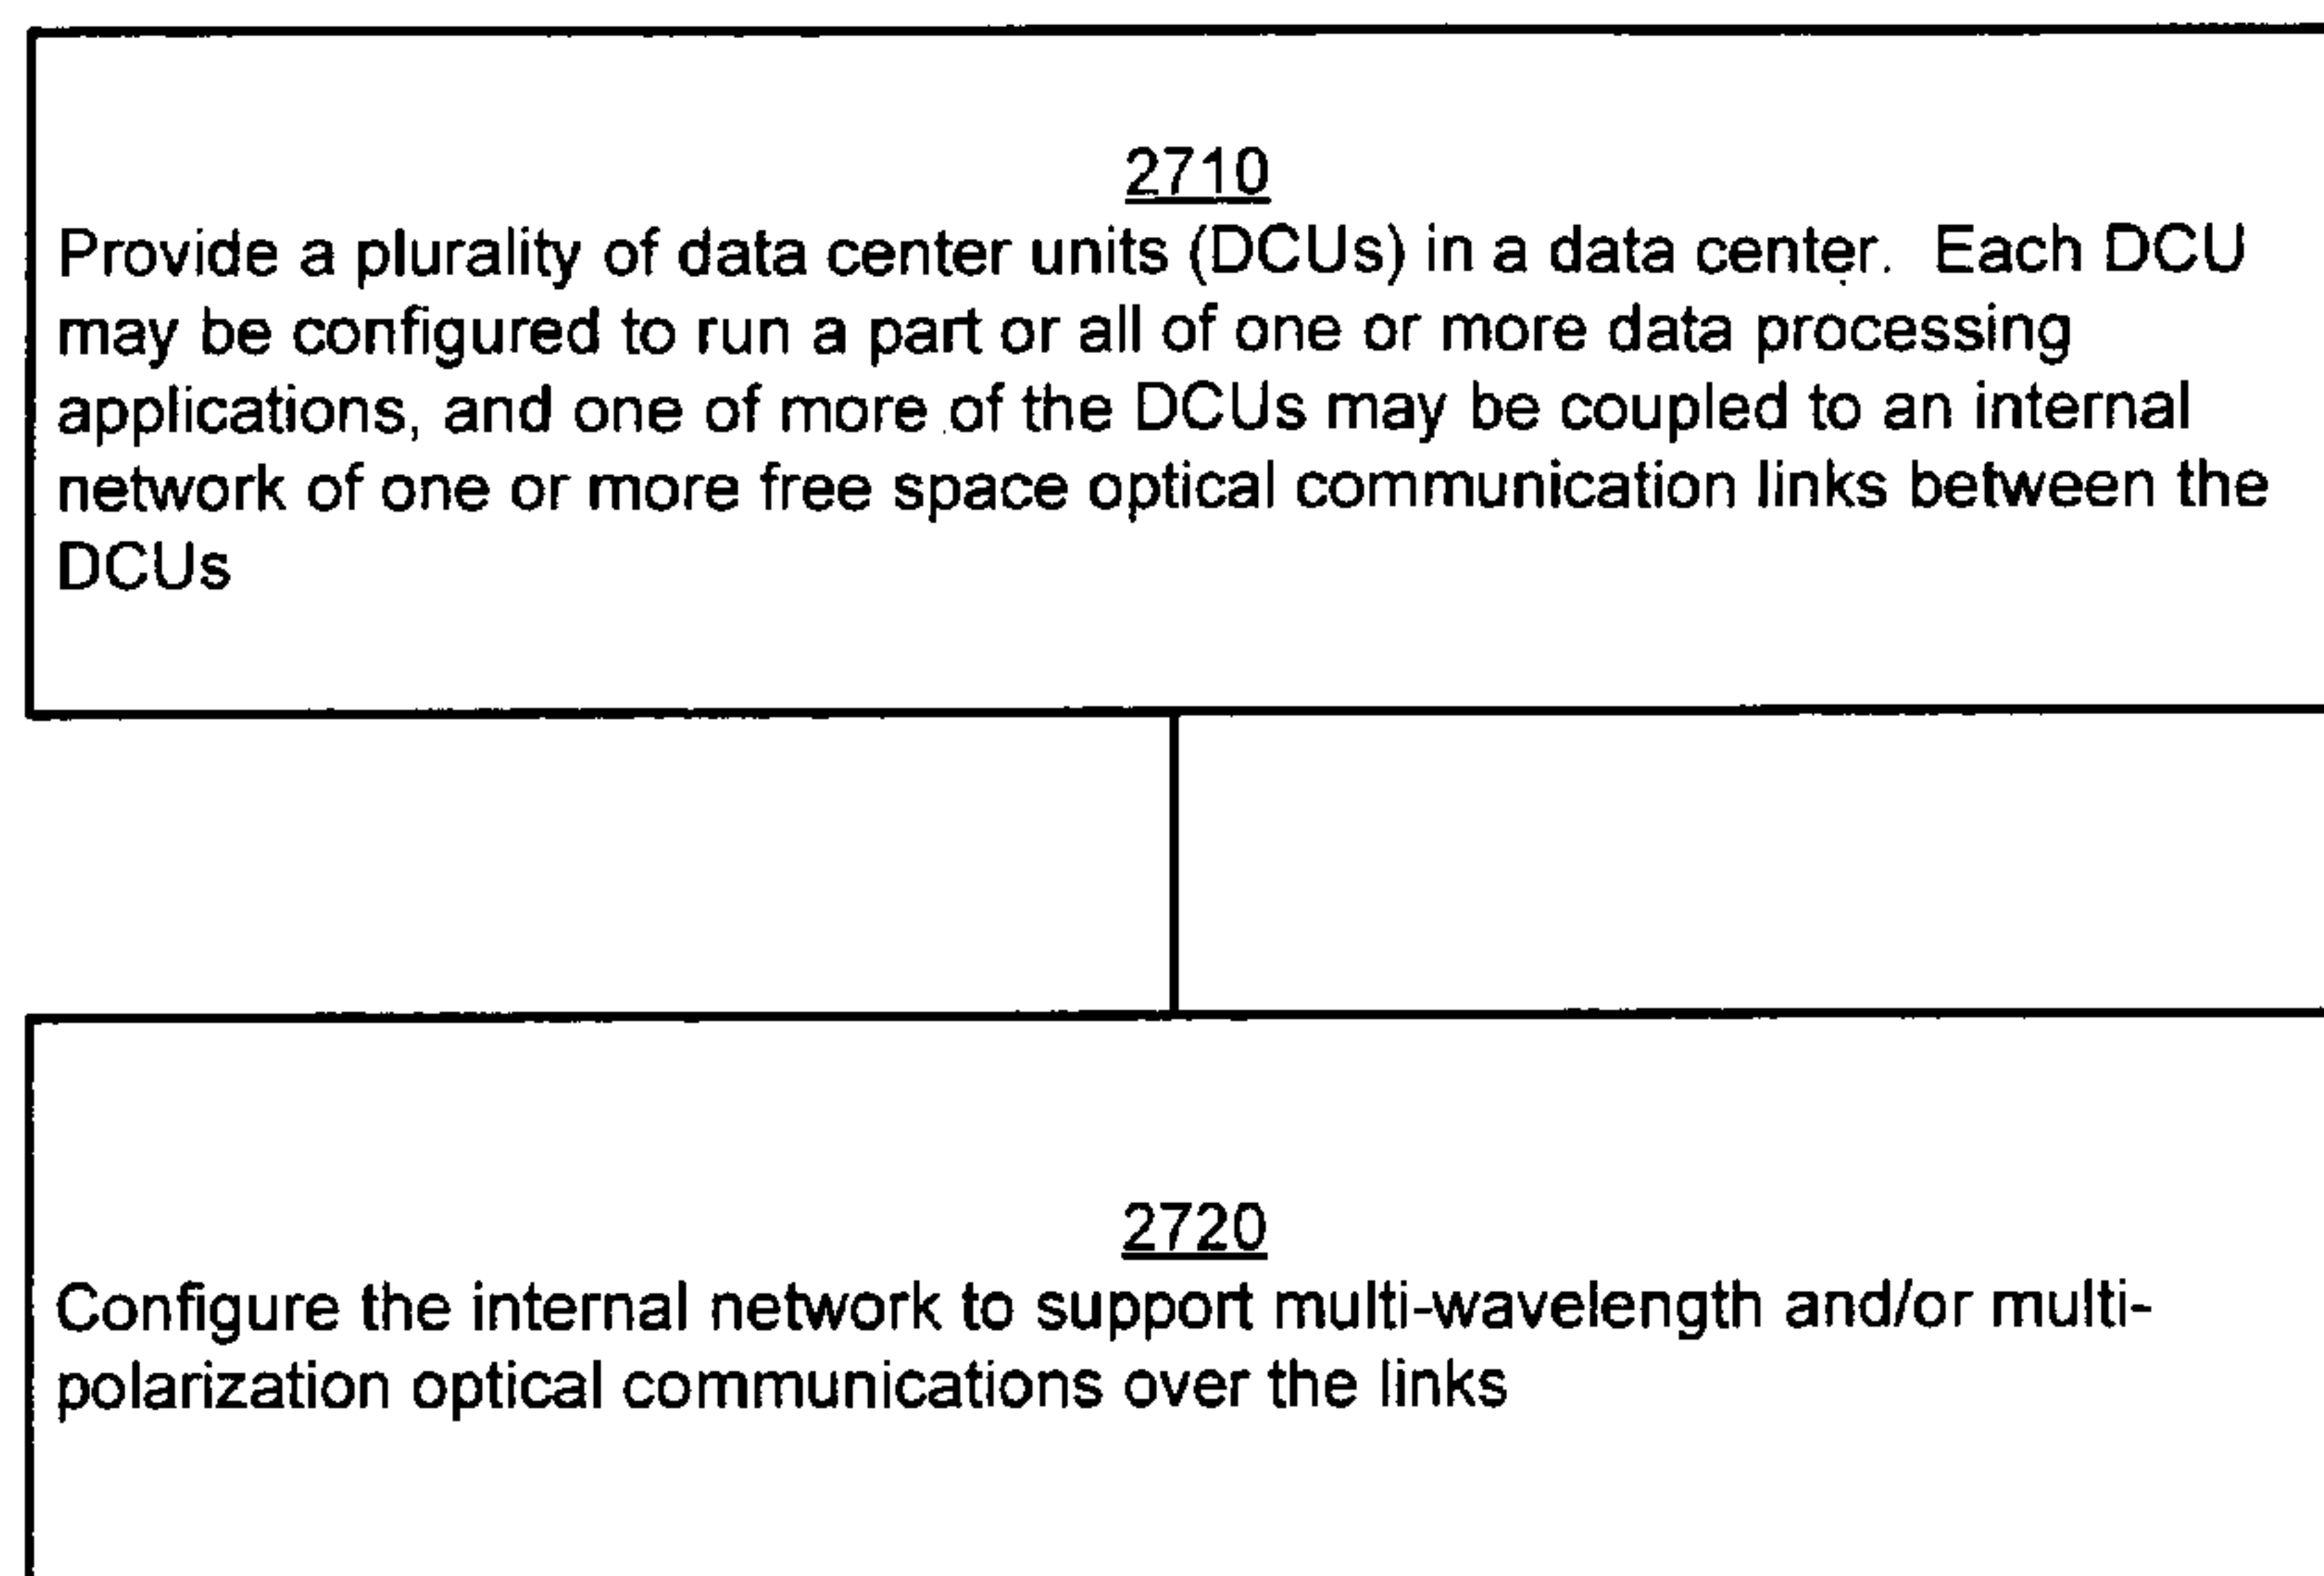 2710
Provide a plurality of data center units (DCUs) in a data center. Each DCU
may be configured to run a part or all of one or more data processing
applications, and one of more of the DCUs may be coupled to an internal
network of one or more free space optical communication links between the
DCUs
2720
Configure the internal network to support multi-wavelength and/or multi-
polarization optical communications over the links